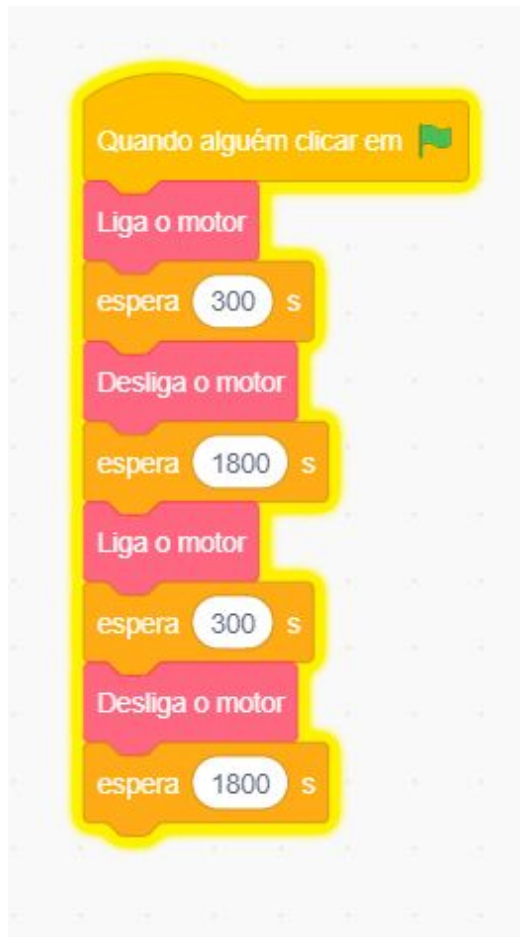 Quando alguém clicar em
Liga o motor
espera 300 s
Desliga o motor
espera 1800 s
Liga o motor
espera 300 s
Desliga o motor
espera 1800 s